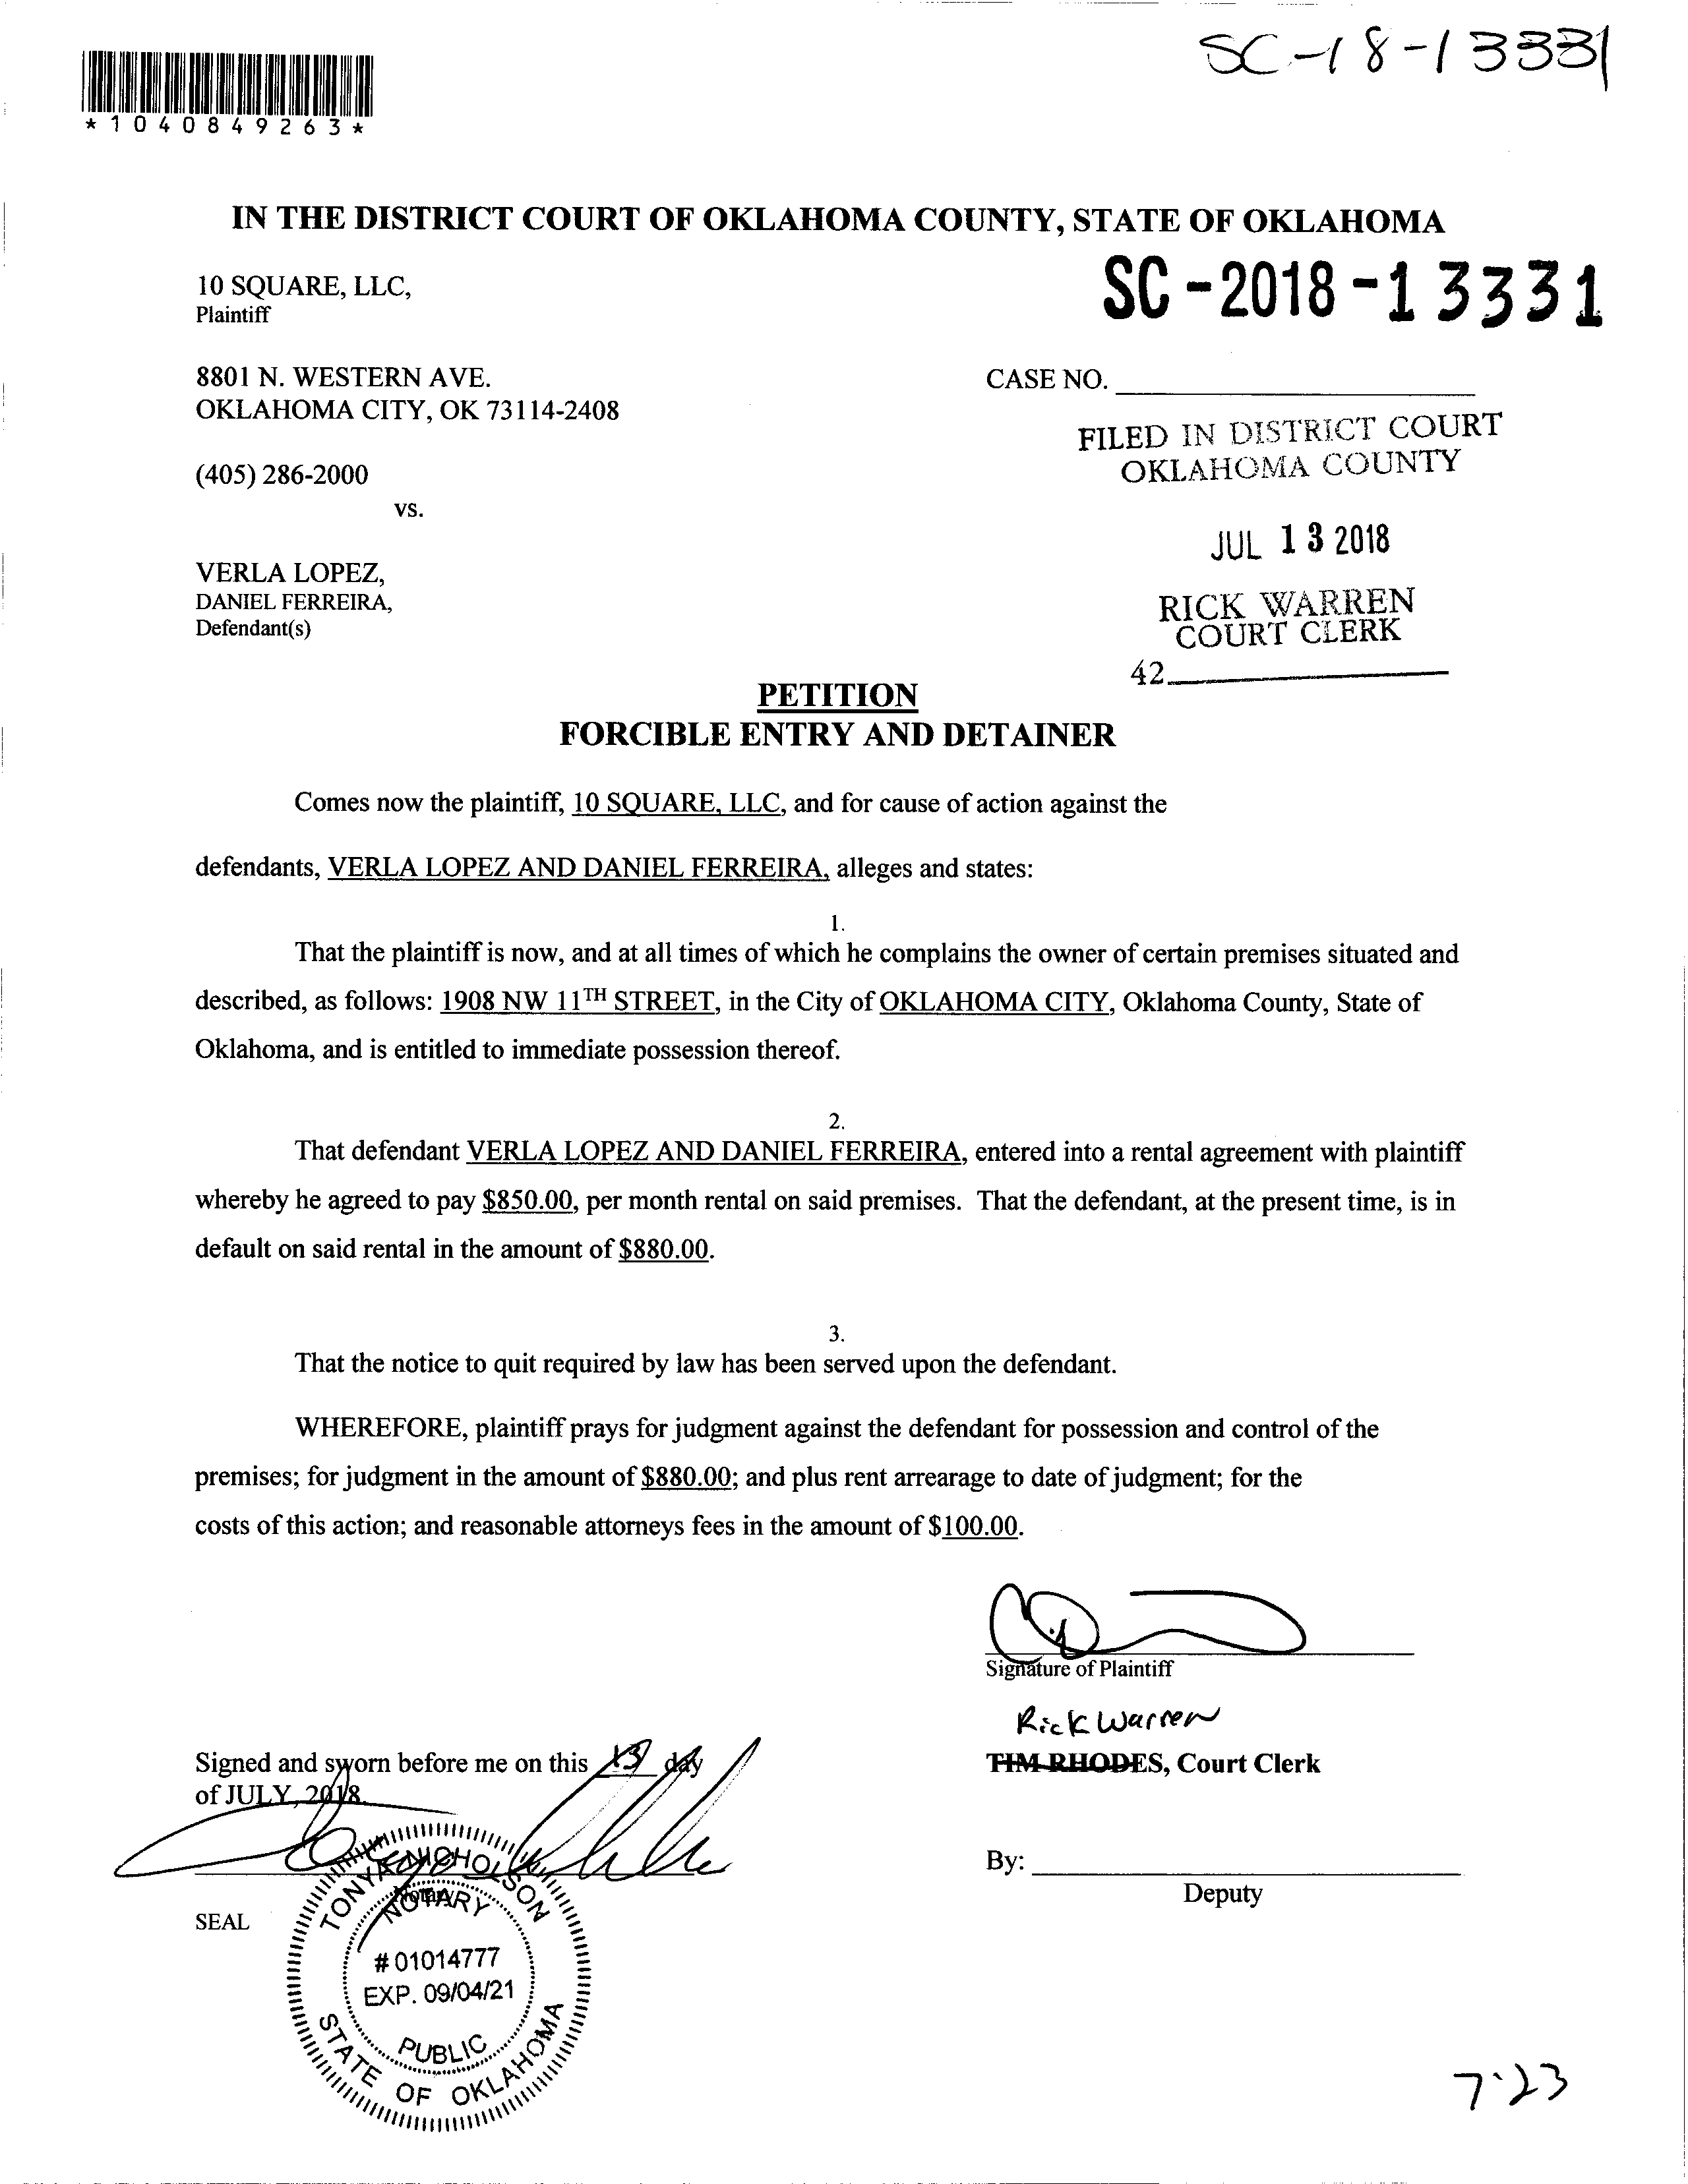 SC-18-13331
*1040849263*
IN THE DISTRICT COURT OF OKLAHOMA COUNTY, STATE OF OKLAHOMA
10 SQUARE, LLC,
Plaintiff
SC-2018-13331
8801 N. WESTERN AVE.
OKLAHOMA CITY, OK 73114-2408
CASE NO.
FILED IN DISTRICT COURT
OKLAHOMA COUNTY
(405) 286-2000
vs.
JUL 13 2018
VERLA LOPEZ,
DANIEL FERREIRA,
Defendant(s)
RICK WARREN
COURT CLERK
42
PETITION
FORCIBLE ENTRY AND DETAINER
Comes now the plaintiff, 10 SQUARE, LLC, and for cause of action against the
defendants, VERLA LOPEZ AND DANIEL FERREIRA, alleges and states:
1.
That the plaintiff is now, and at all times of which he complains the owner of certain premises situated and
described, as follows: 1908 NW 11TH STREET, in the City of OKLAHOMA CITY, Oklahoma County, State of
Oklahoma, and is entitled to immediate possession thereof.
2.
That defendant VERLA LOPEZ AND DANIEL FERREIRA, entered into a rental agreement with plaintiff
whereby he agreed to pay $850.00, per month rental on said premises. That the defendant, at the present time, is in
default on said rental in the amount of $880.00.
3.
That the notice to quit required by law has been served upon the defendant.
WHEREFORE, plaintiff prays for judgment against the defendant for possession and control of the
premises; for judgment in the amount of $880.00; and plus rent arrearage to date of judgment; for the
costs of this action; and reasonable attorneys fees in the amount of $100.00.
Signature of Plaintiff
Rick Warren
TIM RHODES, Court Clerk
Signed and sworn before me on this 13 day
of JULY, 2018.
By:
Deputy
Notary
SEAL
TONYA NICHOLSON
NOTARY
# 01014777
EXP. 09/04/21
PUBLIC
STATE OF OKLAHOMA
7·23